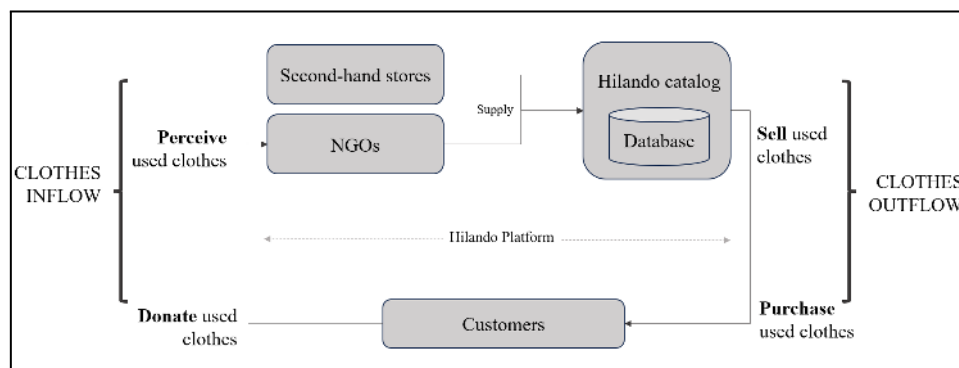 Second-hand stores
Hilando catalog
Supply
Perceive
used clothes
NGOs
Database
Sell used
clothes
CLOTHES
INFLOW
CLOTHES
OUTFLOW
Hilando Platform
Donate used
clothes
Customers
Purchase
used clothes